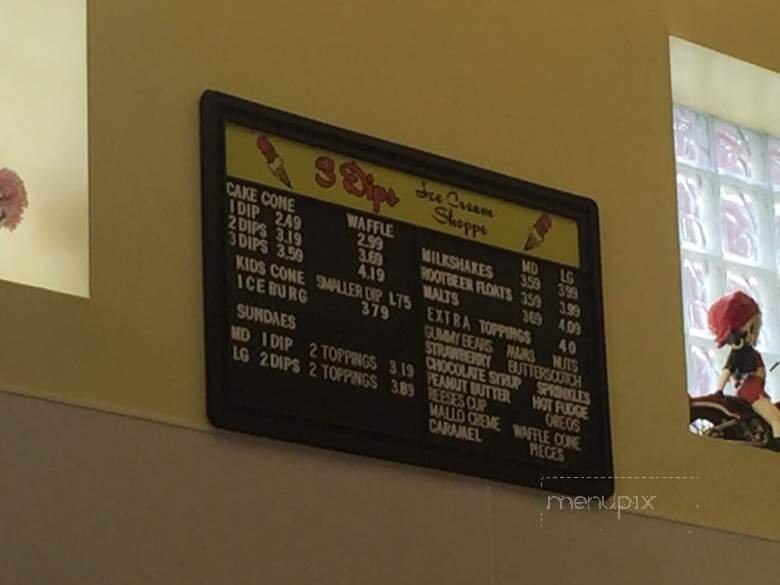 3 Dips Ice Cream
Shoppe
CAKE CONE WAFFLE
1 DIP 2.49 2.99
2 DIPS 3.19 3.69
3 DIPS 3.59 4.19
KIDS CONE SMALLER DIP 1.75
ICEBURG 3.79
SUNDAES
MD 1 DIP 2 TOPPINGS 3.19
LG 2 DIPS 2 TOPPINGS 3.89
MD LG
MILKSHAKES 3.59 3.99
ROOTBEER FLOATS 3.59 3.99
MALTS 3.69 4.09
EXTRA TOPPINGS .40
GUMMY BEARS M&MS NUTS
STRAWBERRY BUTTERSCOTCH
CHOCOLATE SYRUP SPRINKLES
PEANUT BUTTER HOT FUDGE
REESES CUP OREOS
MALLO CREME WAFFLE CONE
CARAMEL PIECES
menupix